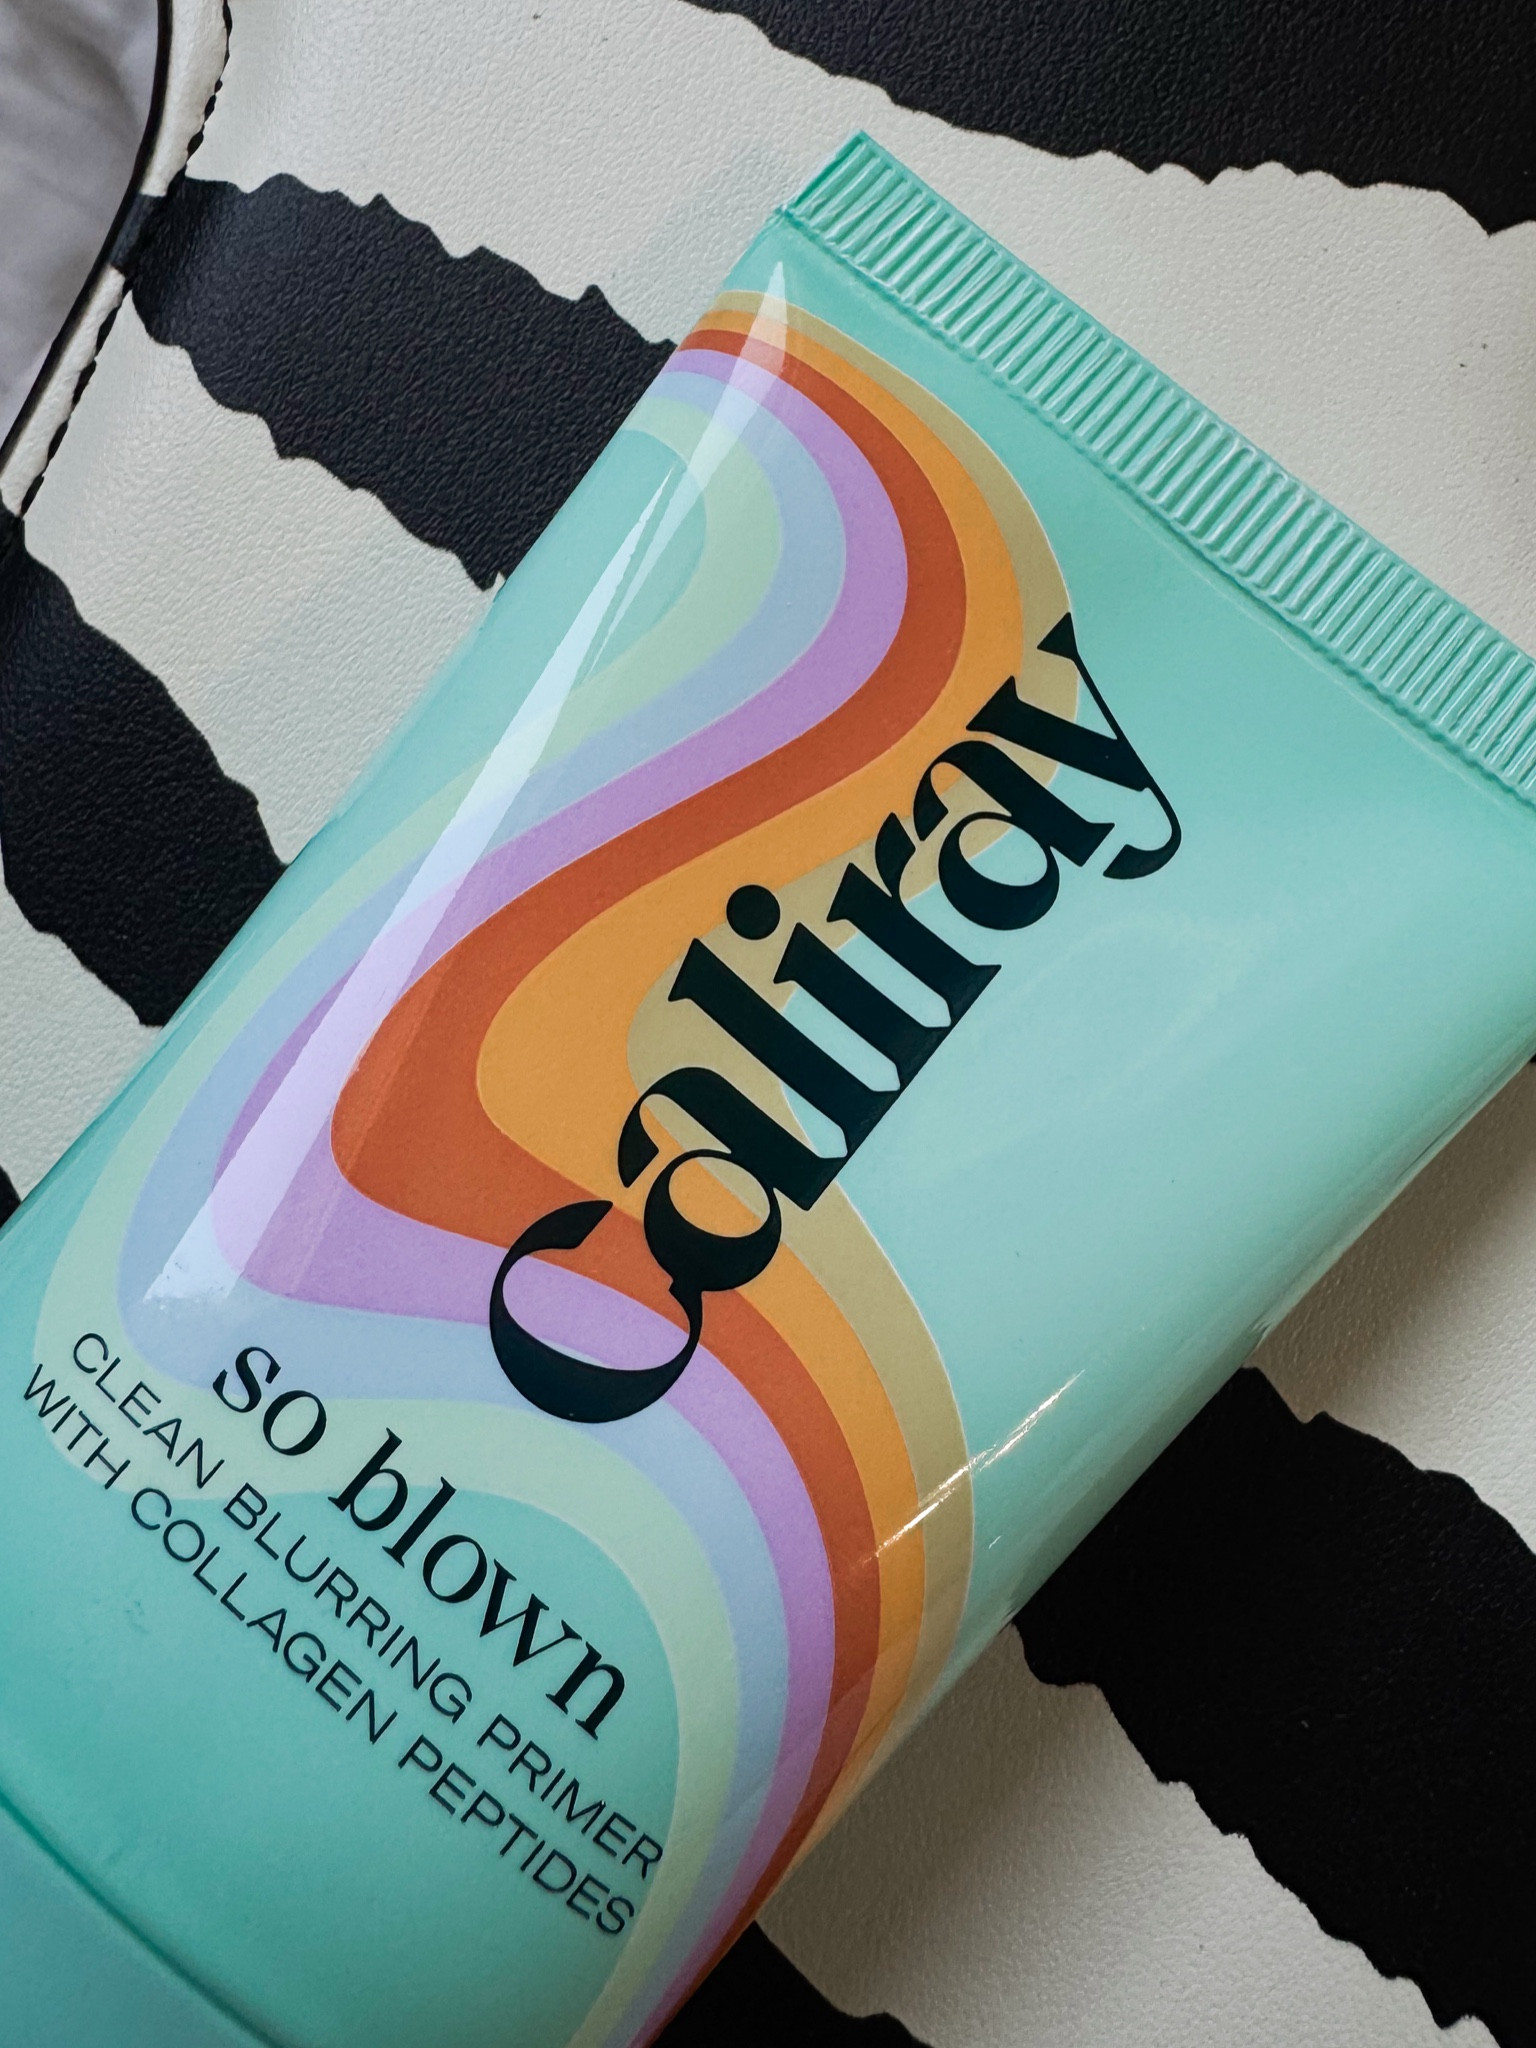 Caliray
so blown
CLEAN BLURRING PRIMER
WITH COLLAGEN PEPTIDES